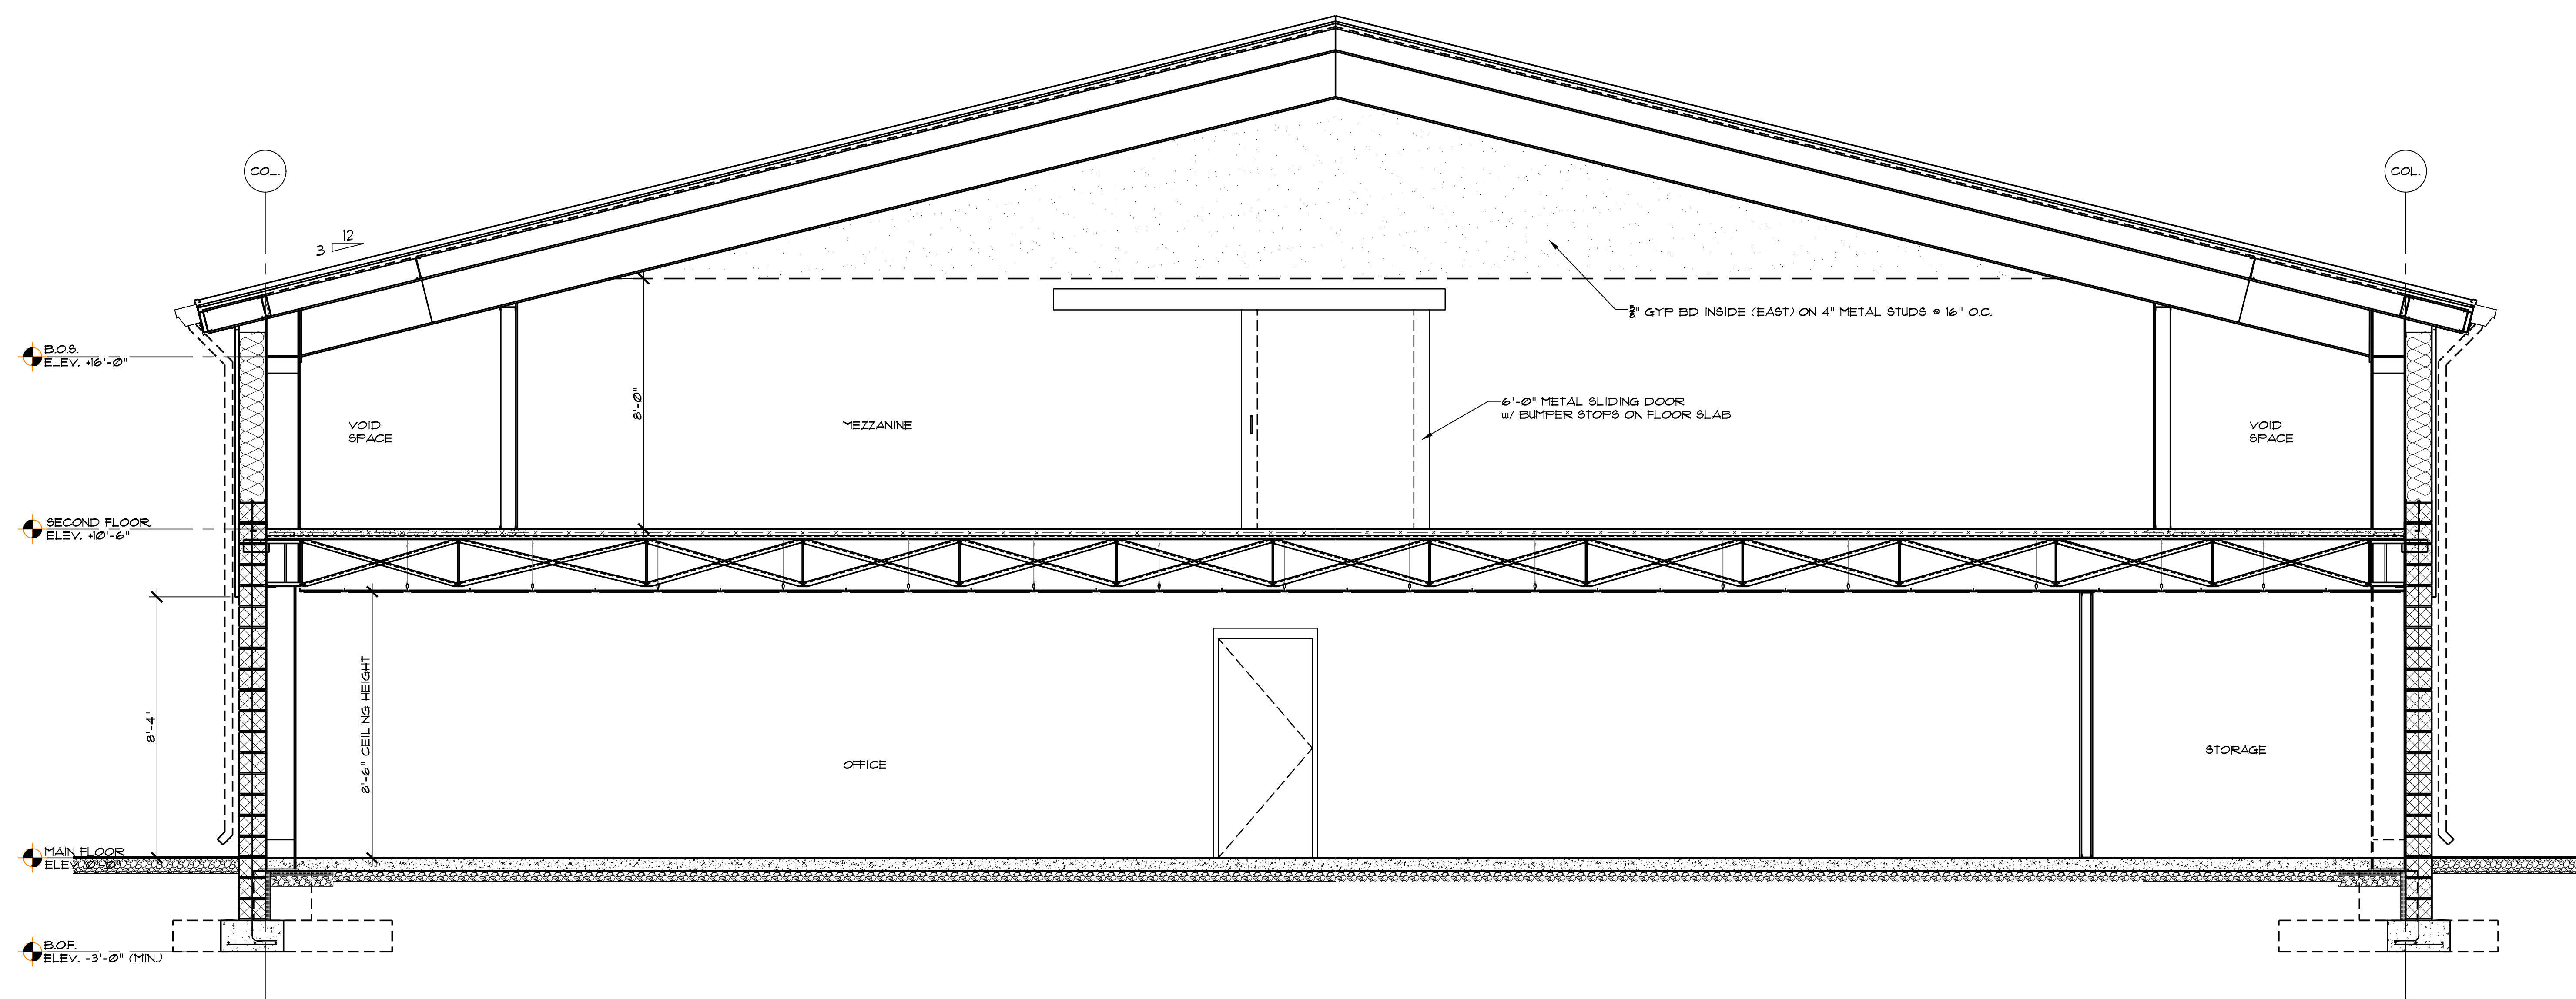 COL.
COL.
12
3
5/8" GYP BD INSIDE (EAST) ON 4" METAL STUDS @ 16" O.C.
B.O.S.
ELEV. +16'-0"
8'-0"
6'-0" METAL SLIDING DOOR
w/ BUMPER STOPS ON FLOOR SLAB
VOID
SPACE
MEZZANINE
VOID
SPACE
SECOND FLOOR
ELEV. +10'-6"
8'-4"
8'-6" CEILING HEIGHT
OFFICE
STORAGE
MAIN FLOOR
ELEV. 0'-0"
B.O.F.
ELEV. -3'-0" (MIN.)